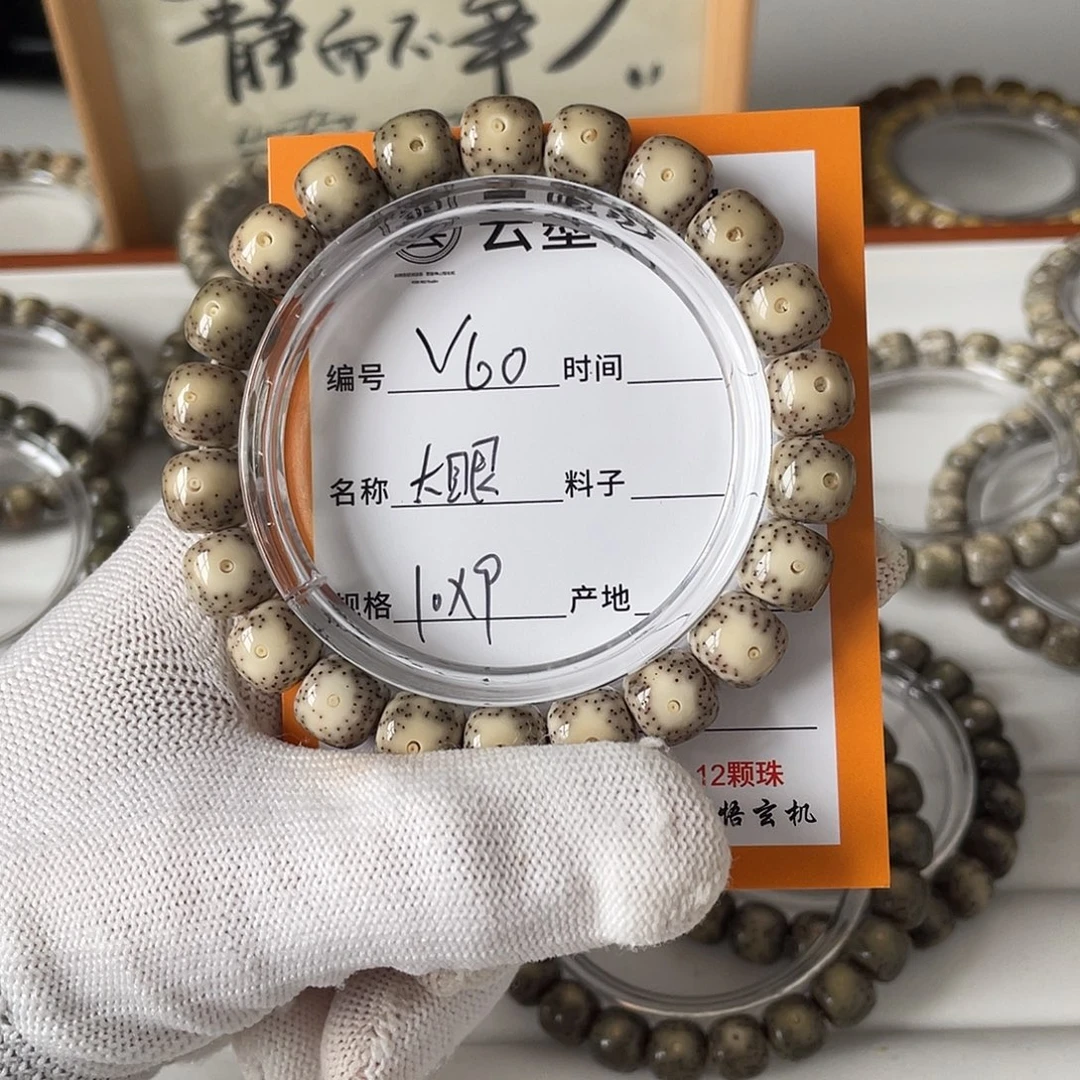 静而不争
云墨
编号 V60 时间
名称 大眼 料子
规格 10X9 产地
12颗珠
悟玄机